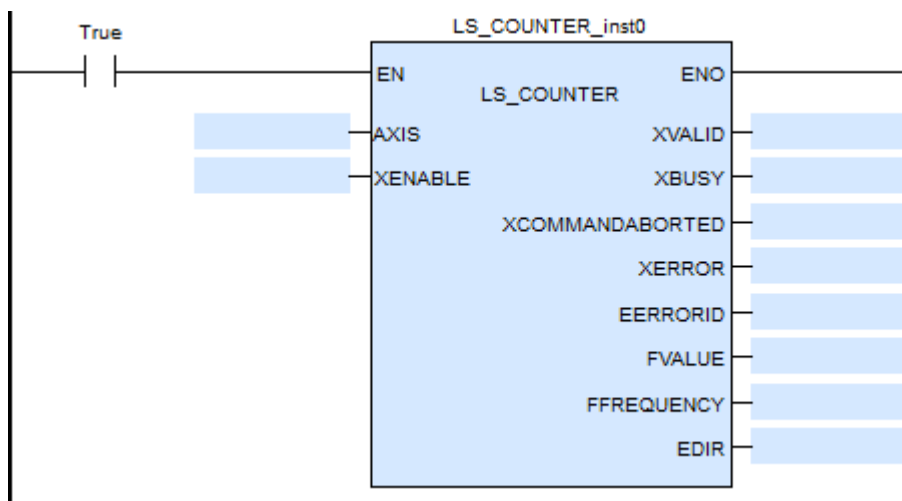 True
LS_COUNTER_inst0
EN ENO
LS_COUNTER
AXIS XVALID
XENABLE XBUSY
XCOMMANDABORTED
XERROR
EERRORID
FVALUE
FFREQUENCY
EDIR